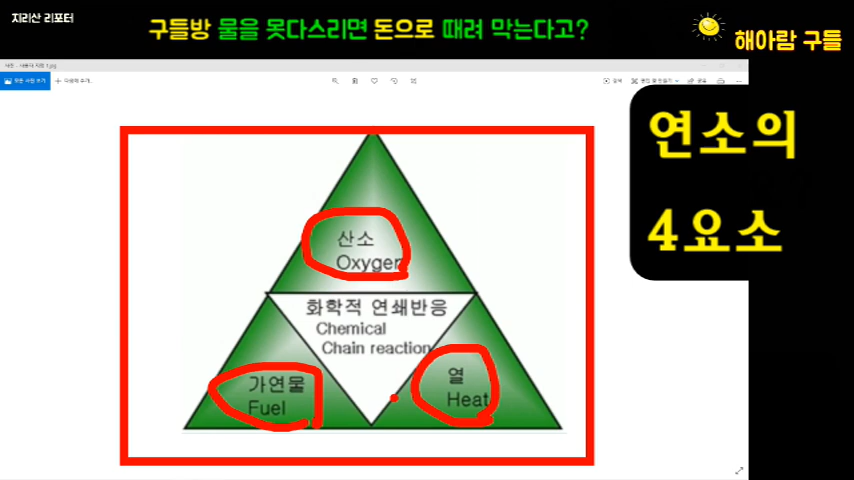 지리산 리포터
구들방 물을 못다스리면 돈으로 때려 막는다고?
해아람 구들
연소의
4요소
산소
Oxygen
화학적 연쇄반응
Chemical
Chain reaction
가연물
Fuel
열
Heat